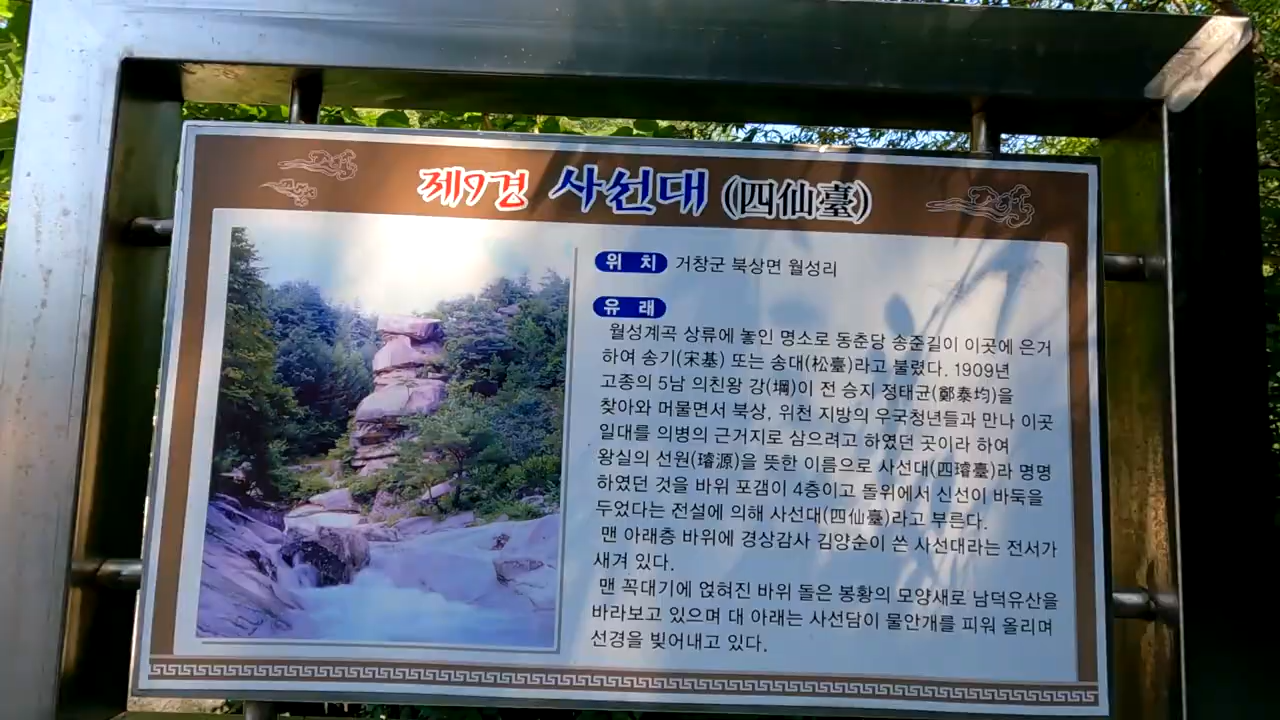 제9경 사선대 (四仙臺)
위 치 거창군 북상면 월성리
유 래
월성계곡 상류에 놓인 명소로 동춘당 송준길이 이곳에 은거
하여 송기(宋基) 또는 송대(松臺)라고 불렸다. 1909년
고종의 5남 의친왕 강(堈)이 전 승지 정태균(鄭泰均)을
찾아와 머물면서 북상, 위천 지방의 우국청년들과 만나 이곳
일대를 의병의 근거지로 삼으려고 하였던 곳이라 하여
왕실의 선원(璿源)을 뜻한 이름으로 사선대(四璿臺)라 명명
하였던 것을 바위 포갬이 4층이고 돌위에서 신선이 바둑을
두었다는 전설에 의해 사선대(四仙臺)라고 부른다.
맨 아래층 바위에 경상감사 김양순이 쓴 사선대라는 전서가
새겨 있다.
맨 꼭대기에 얹혀진 바위 돌은 봉황의 모양새로 남덕유산을
바라보고 있으며 대 아래는 사선담이 물안개를 피워 올리며
선경을 빚어내고 있다.